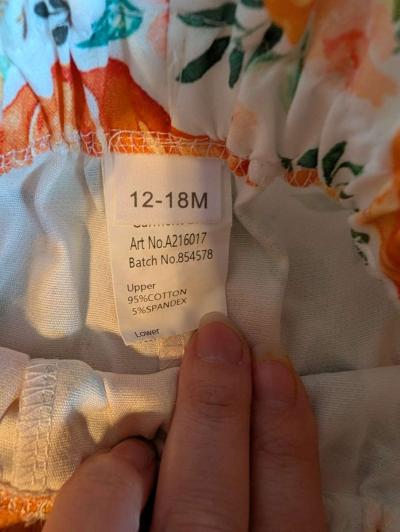 12-18M
Art No.A216017
Batch No.854578
Upper
95%COTTON
5%SPANDEX
Lower